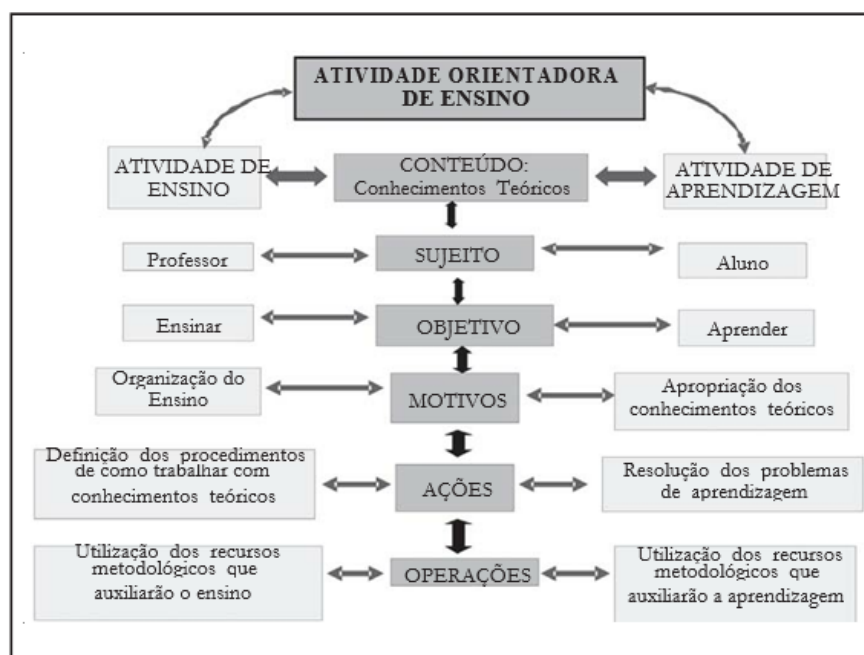 ATIVIDADE ORIENTADORA
DE ENSINO
ATIVIDADE DE
ENSINO
CONTEÚDO:
Conhecimentos Teóricos
ATIVIDADE DE
APRENDIZAGEM
Professor
SUJEITO
Aluno
Ensinar
OBJETIVO
Aprender
Organização do
Ensino
MOTIVOS
Apropriação dos
conhecimentos teóricos
Definição dos procedimentos
de como trabalhar com
conhecimentos teóricos
AÇÕES
Resolução dos problemas
de aprendizagem
Utilização dos recursos
metodológicos que
auxiliarão o ensino
OPERAÇÕES
Utilização dos recursos
metodológicos que
auxiliarão a aprendizagem